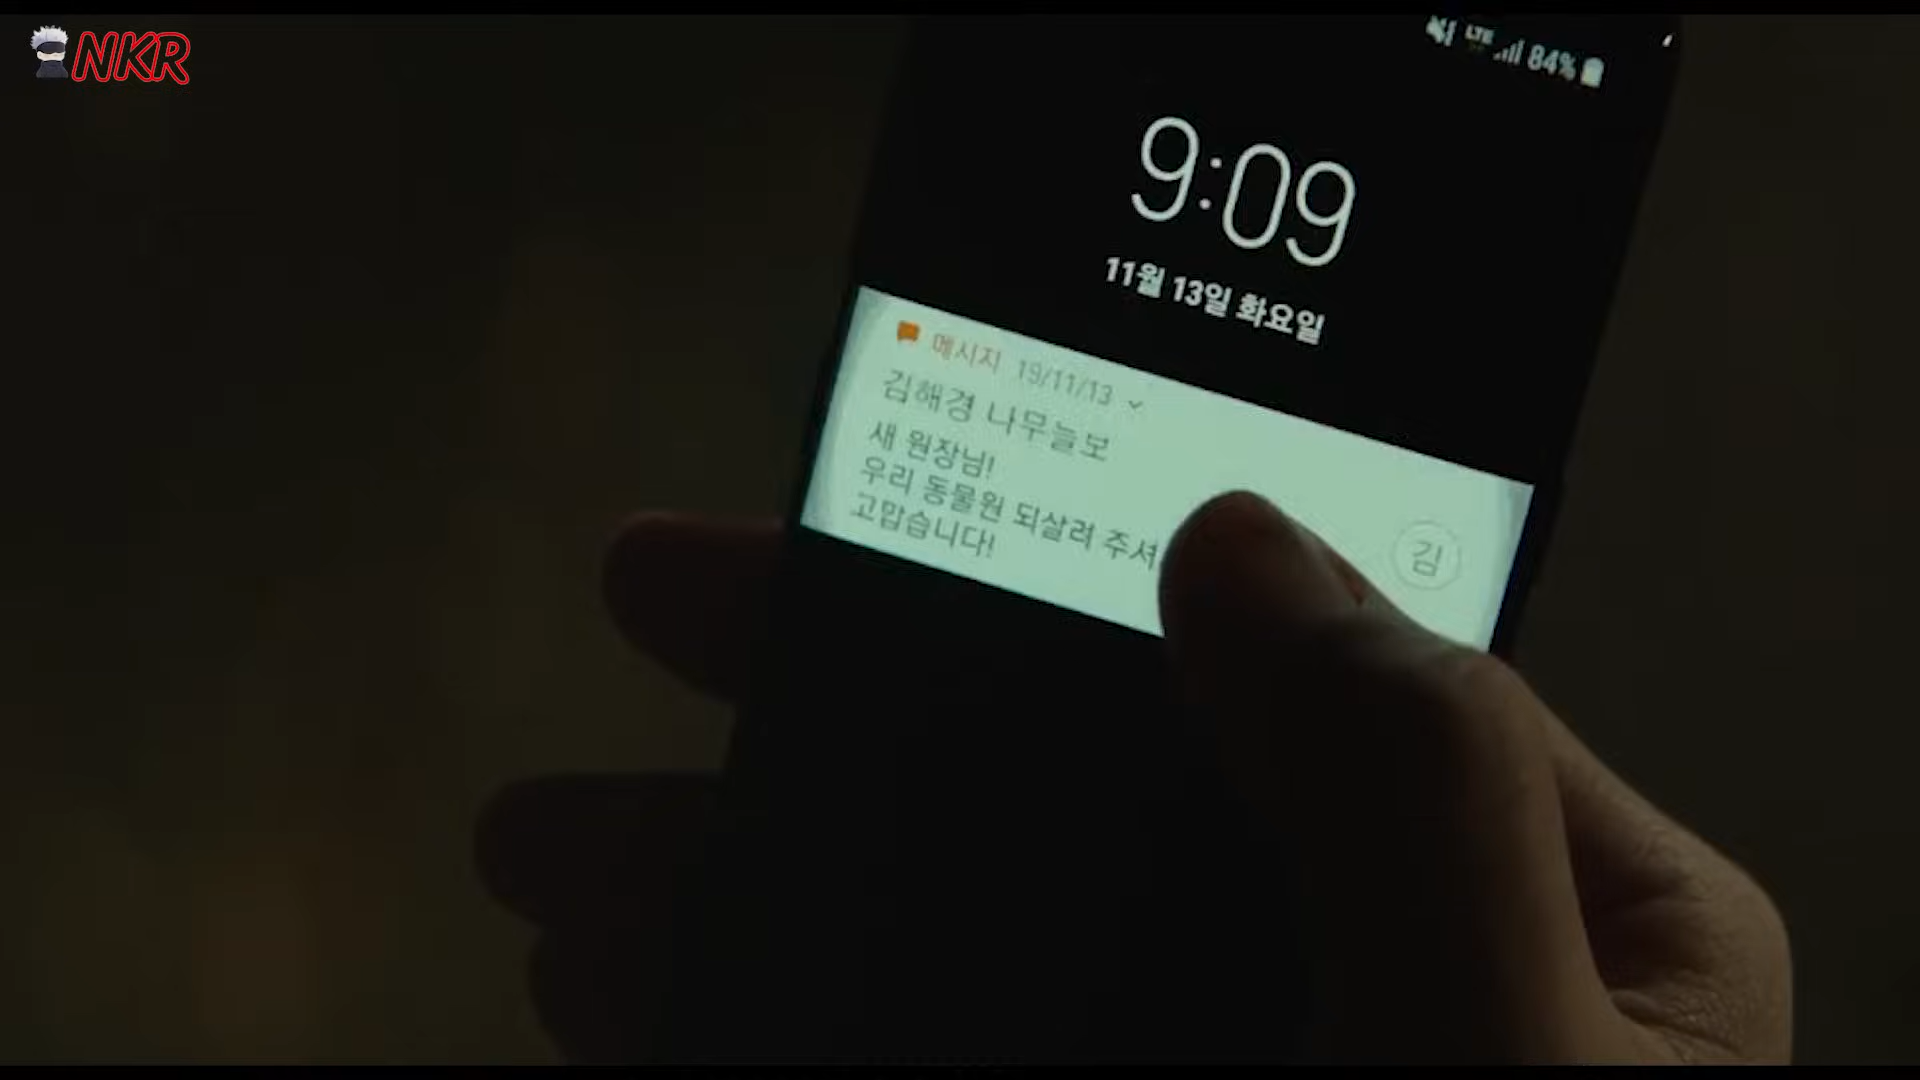 NKR
LTE 84%
9:09
11월 13일 화요일
메시지 19/11/13
김해경 나무늘보
새 원장님!
우리 동물원 되살려 주셔
고맙습니다!
김